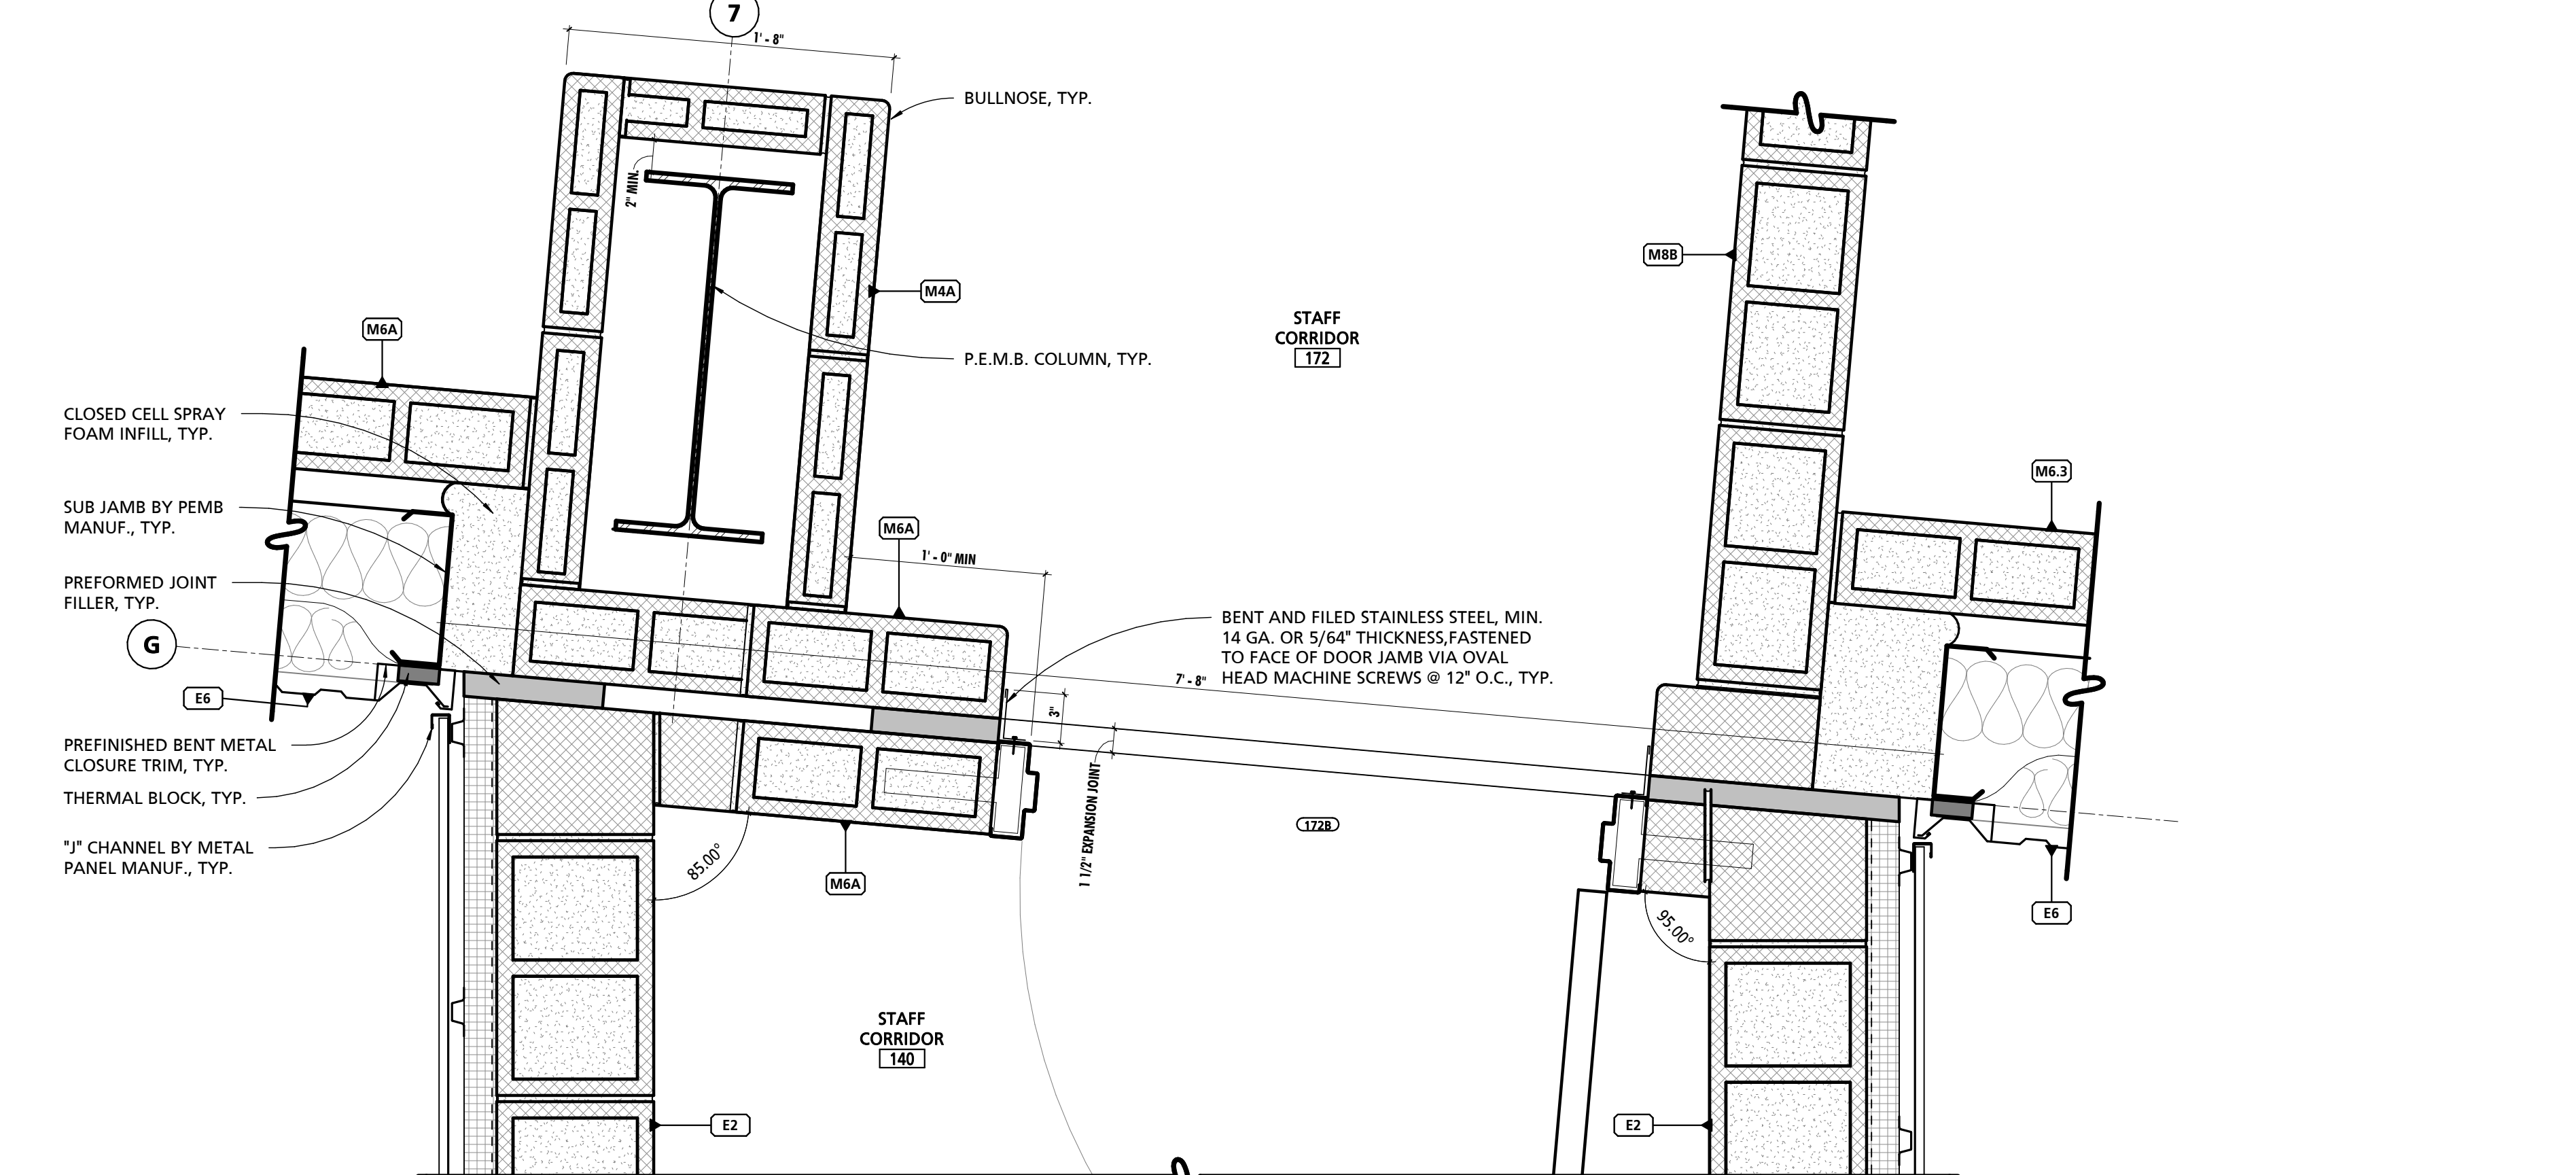 7
1' - 8"
BULLNOSE, TYP.
2" MIN.
M8B
M4A
STAFF
CORRIDOR
172
M6A
P.E.M.B. COLUMN, TYP.
CLOSED CELL SPRAY
FOAM INFILL, TYP.
M6.3
SUB JAMB BY PEMB
MANUF., TYP.
M6A
1' - 0" MIN
PREFORMED JOINT
FILLER, TYP.
BENT AND FILED STAINLESS STEEL, MIN.
14 GA. OR 5/64" THICKNESS,FASTENED
TO FACE OF DOOR JAMB VIA OVAL
HEAD MACHINE SCREWS @ 12" O.C., TYP.
G
7' - 8"
E6
3"
PREFINISHED BENT METAL
CLOSURE TRIM, TYP.
THERMAL BLOCK, TYP.
1 1/2" EXPANSION JOINT
172B
"J" CHANNEL BY METAL
PANEL MANUF., TYP.
85.00°
M6A
95.00°
E6
STAFF
CORRIDOR
140
E2
E2